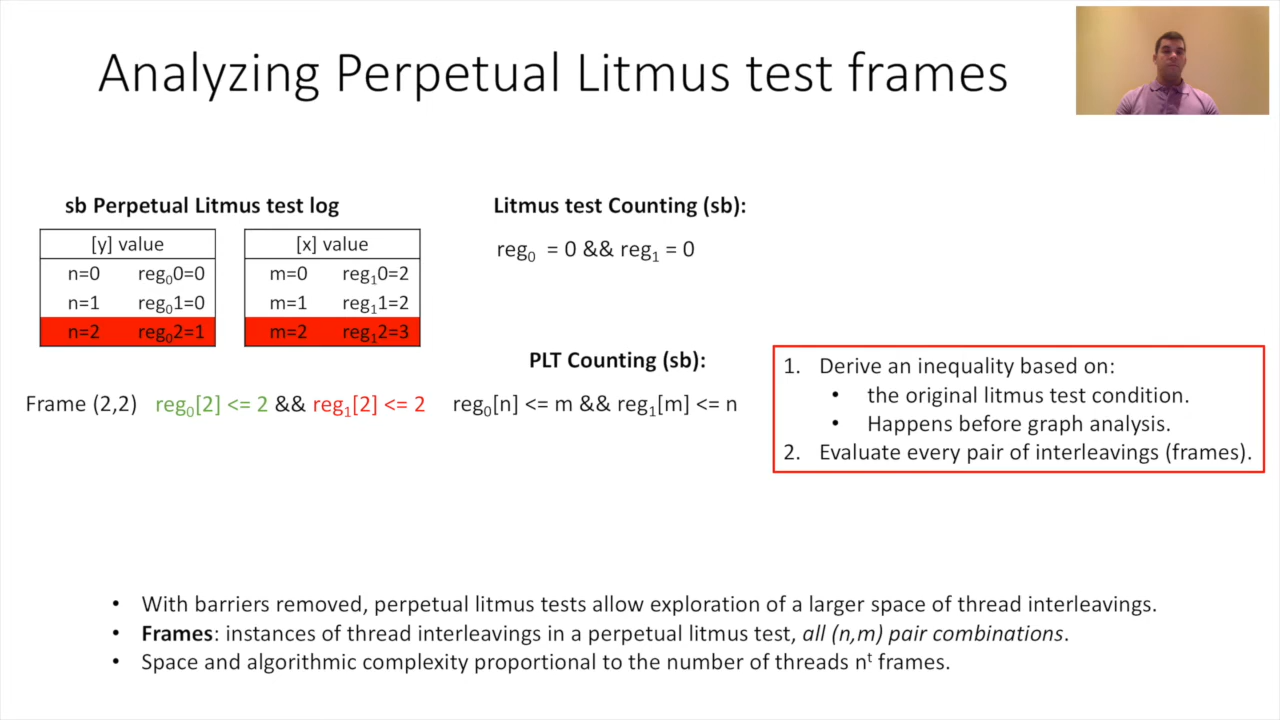 Analyzing Perpetual Litmus test frames
sb Perpetual Litmus test log
[y] value
n=0 reg₀0=0
n=1 reg₀1=0
n=2 reg₀2=1
[x] value
m=0 reg₁0=2
m=1 reg₁1=2
m=2 reg₁2=3
Frame (2,2) reg₀[2] <= 2 && reg₁[2] <= 2
Litmus test Counting (sb):
reg₀ = 0 && reg₁ = 0
PLT Counting (sb):
reg₀[n] <= m && reg₁[m] <= n
1. Derive an inequality based on:
• the original litmus test condition.
• Happens before graph analysis.
2. Evaluate every pair of interleavings (frames).
• With barriers removed, perpetual litmus tests allow exploration of a larger space of thread interleavings.
• Frames: instances of thread interleavings in a perpetual litmus test, all (n,m) pair combinations.
• Space and algorithmic complexity proportional to the number of threads nᵗ frames.